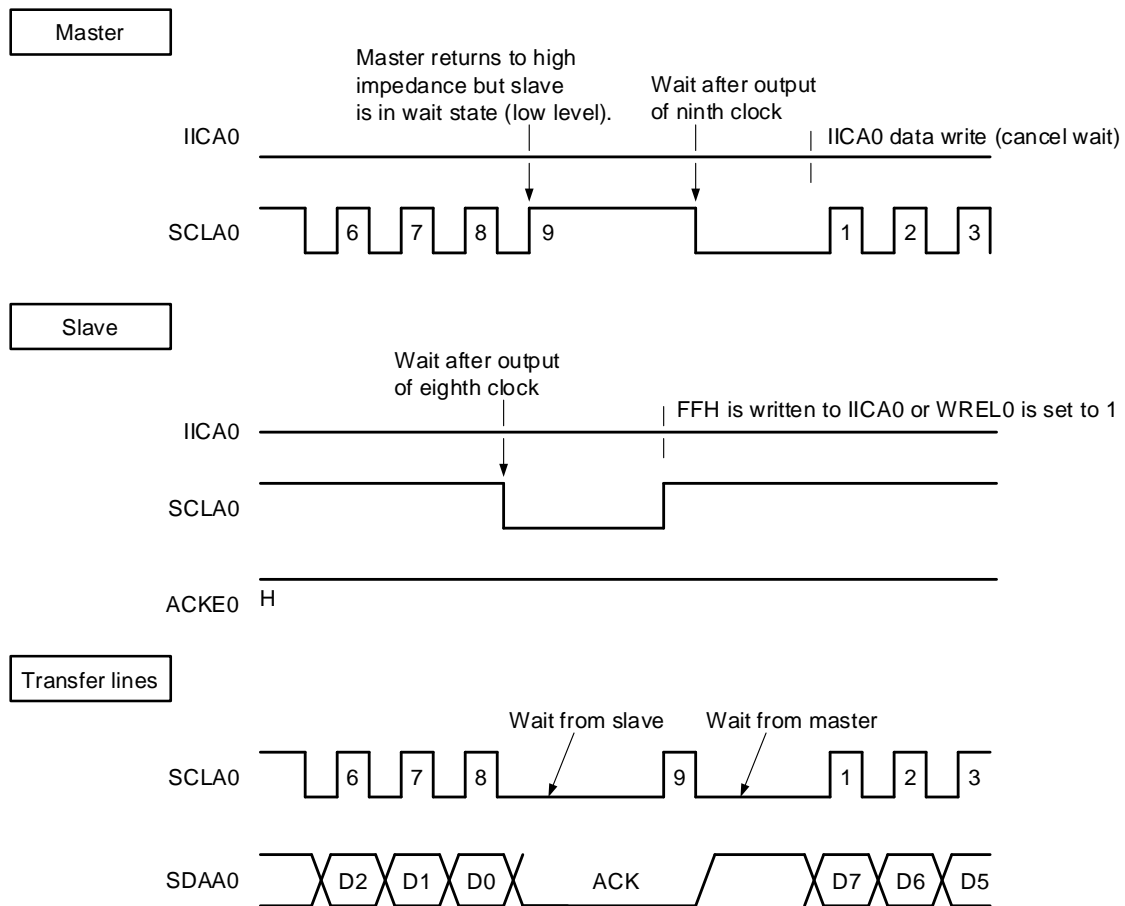 Master
Master returns to high
impedance but slave
is in wait state (low level).
Wait after output
of ninth clock
IICA0
IICA0 data write (cancel wait)
SCLA0
6 7 8 9 1 2 3
Slave
Wait after output
of eighth clock
FFH is written to IICA0 or WREL0 is set to 1
IICA0
SCLA0
ACKE0 H
Transfer lines
Wait from slave Wait from master
SCLA0 6 7 8 9 1 2 3
SDAA0 D2 D1 D0 ACK D7 D6 D5